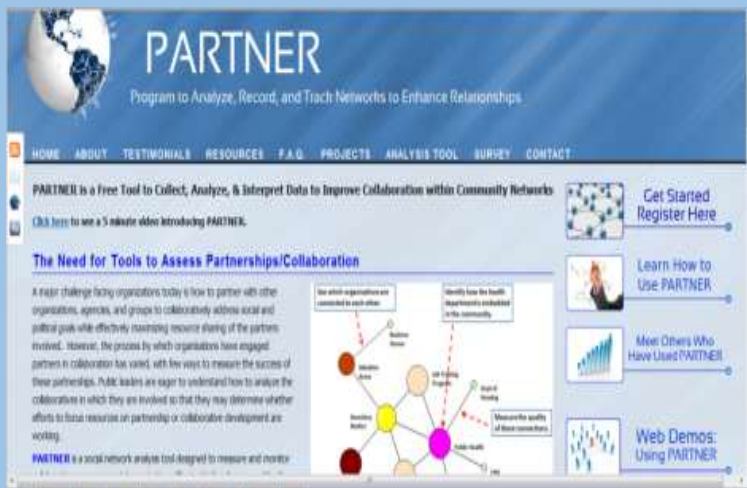 PARTNER
Program to Analyze, Record, and Track Networks to Enhance Relationships
HOME ABOUT TESTIMONIALS RESOURCES F.A.Q. PROJECTS ANALYSIS TOOL SURVEY CONTACT
PARTNER is a Free Tool to Collect, Analyze, & Interpret Data to Improve Collaboration within Community Networks
Click here to see a 5 minute video introducing PARTNER.
The Need for Tools to Assess Partnerships/Collaboration
A major challenge facing organizations today is how to partner with other
organizations, agencies, and groups to collaboratively address social and
political goals while effectively maximizing resource sharing of the partners
involved. However, the process by which organizations have engaged
partners in collaboration has varied, with few ways to measure the success of
these partnerships. Public leaders are eager to understand how to analyze the
collaboratives in which they are involved so that they may determine whether
efforts to focus resources on partnership or collaborative development are
working.
PARTNER is a social network analysis tool designed to measure and monitor
See which organizations are
connected to each other.
Identify how the health
department is embedded
in the community.
Salvation
Army
Dept of
Housing
Measure the quality
of these connections.
Public Health
Get Started
Register Here
Learn How to
Use PARTNER
Meet Others Who
Have Used PARTNER
Web Demos:
Using PARTNER